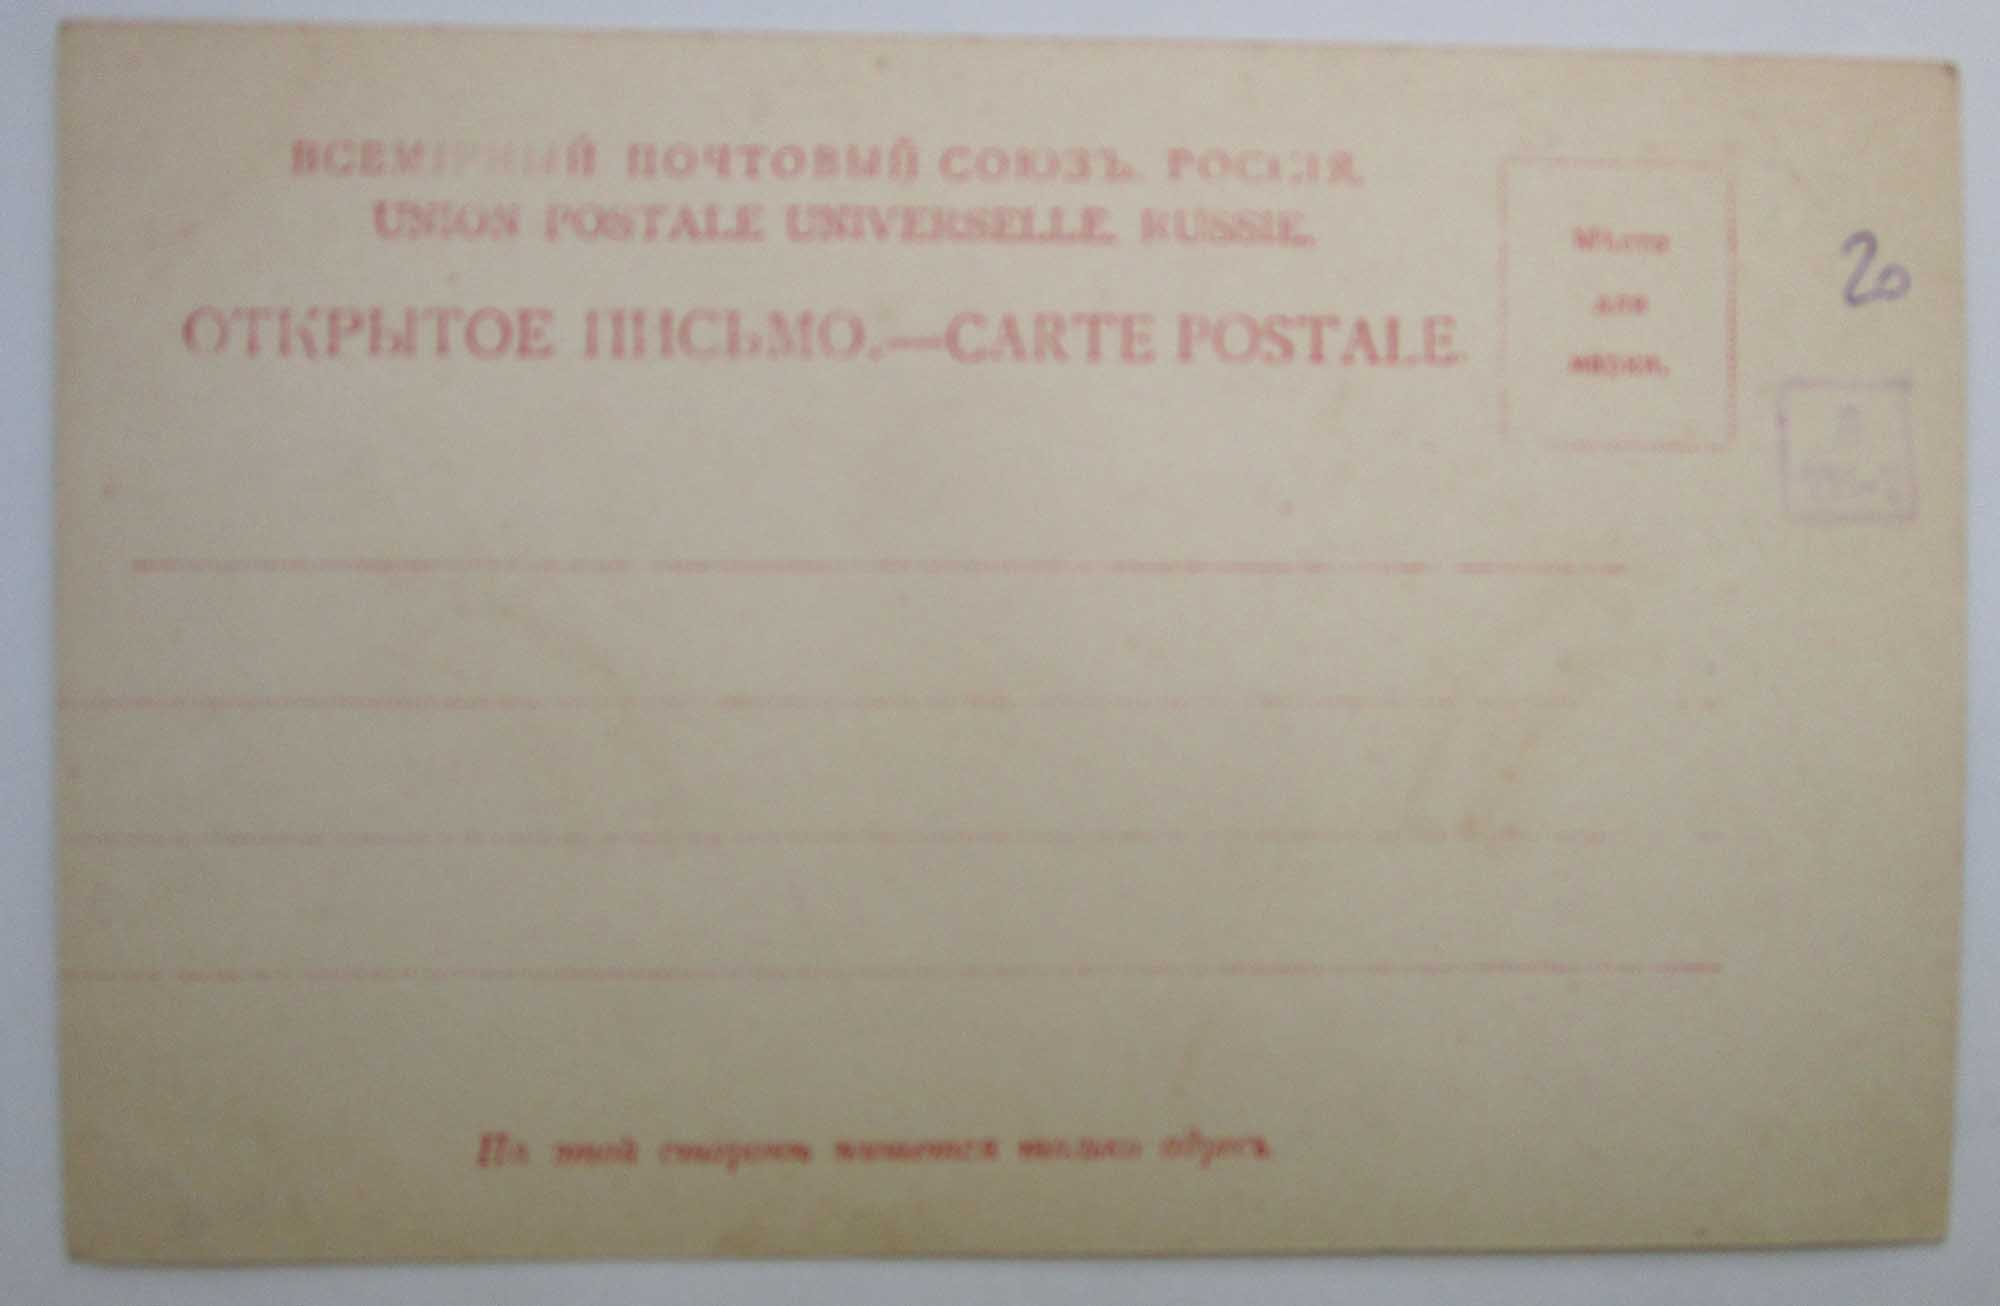 ВСЕМІРНЫЙ ПОЧТОВЫЙ СОЮЗЪ. РОССІЯ.
UNION POSTALE UNIVERSELLE. RUSSIE.
ОТКРЫТОЕ ПИСЬМО.—CARTE POSTALE.
Мѣсто
для
марки.
20
На этой сторонѣ пишется только адресъ.